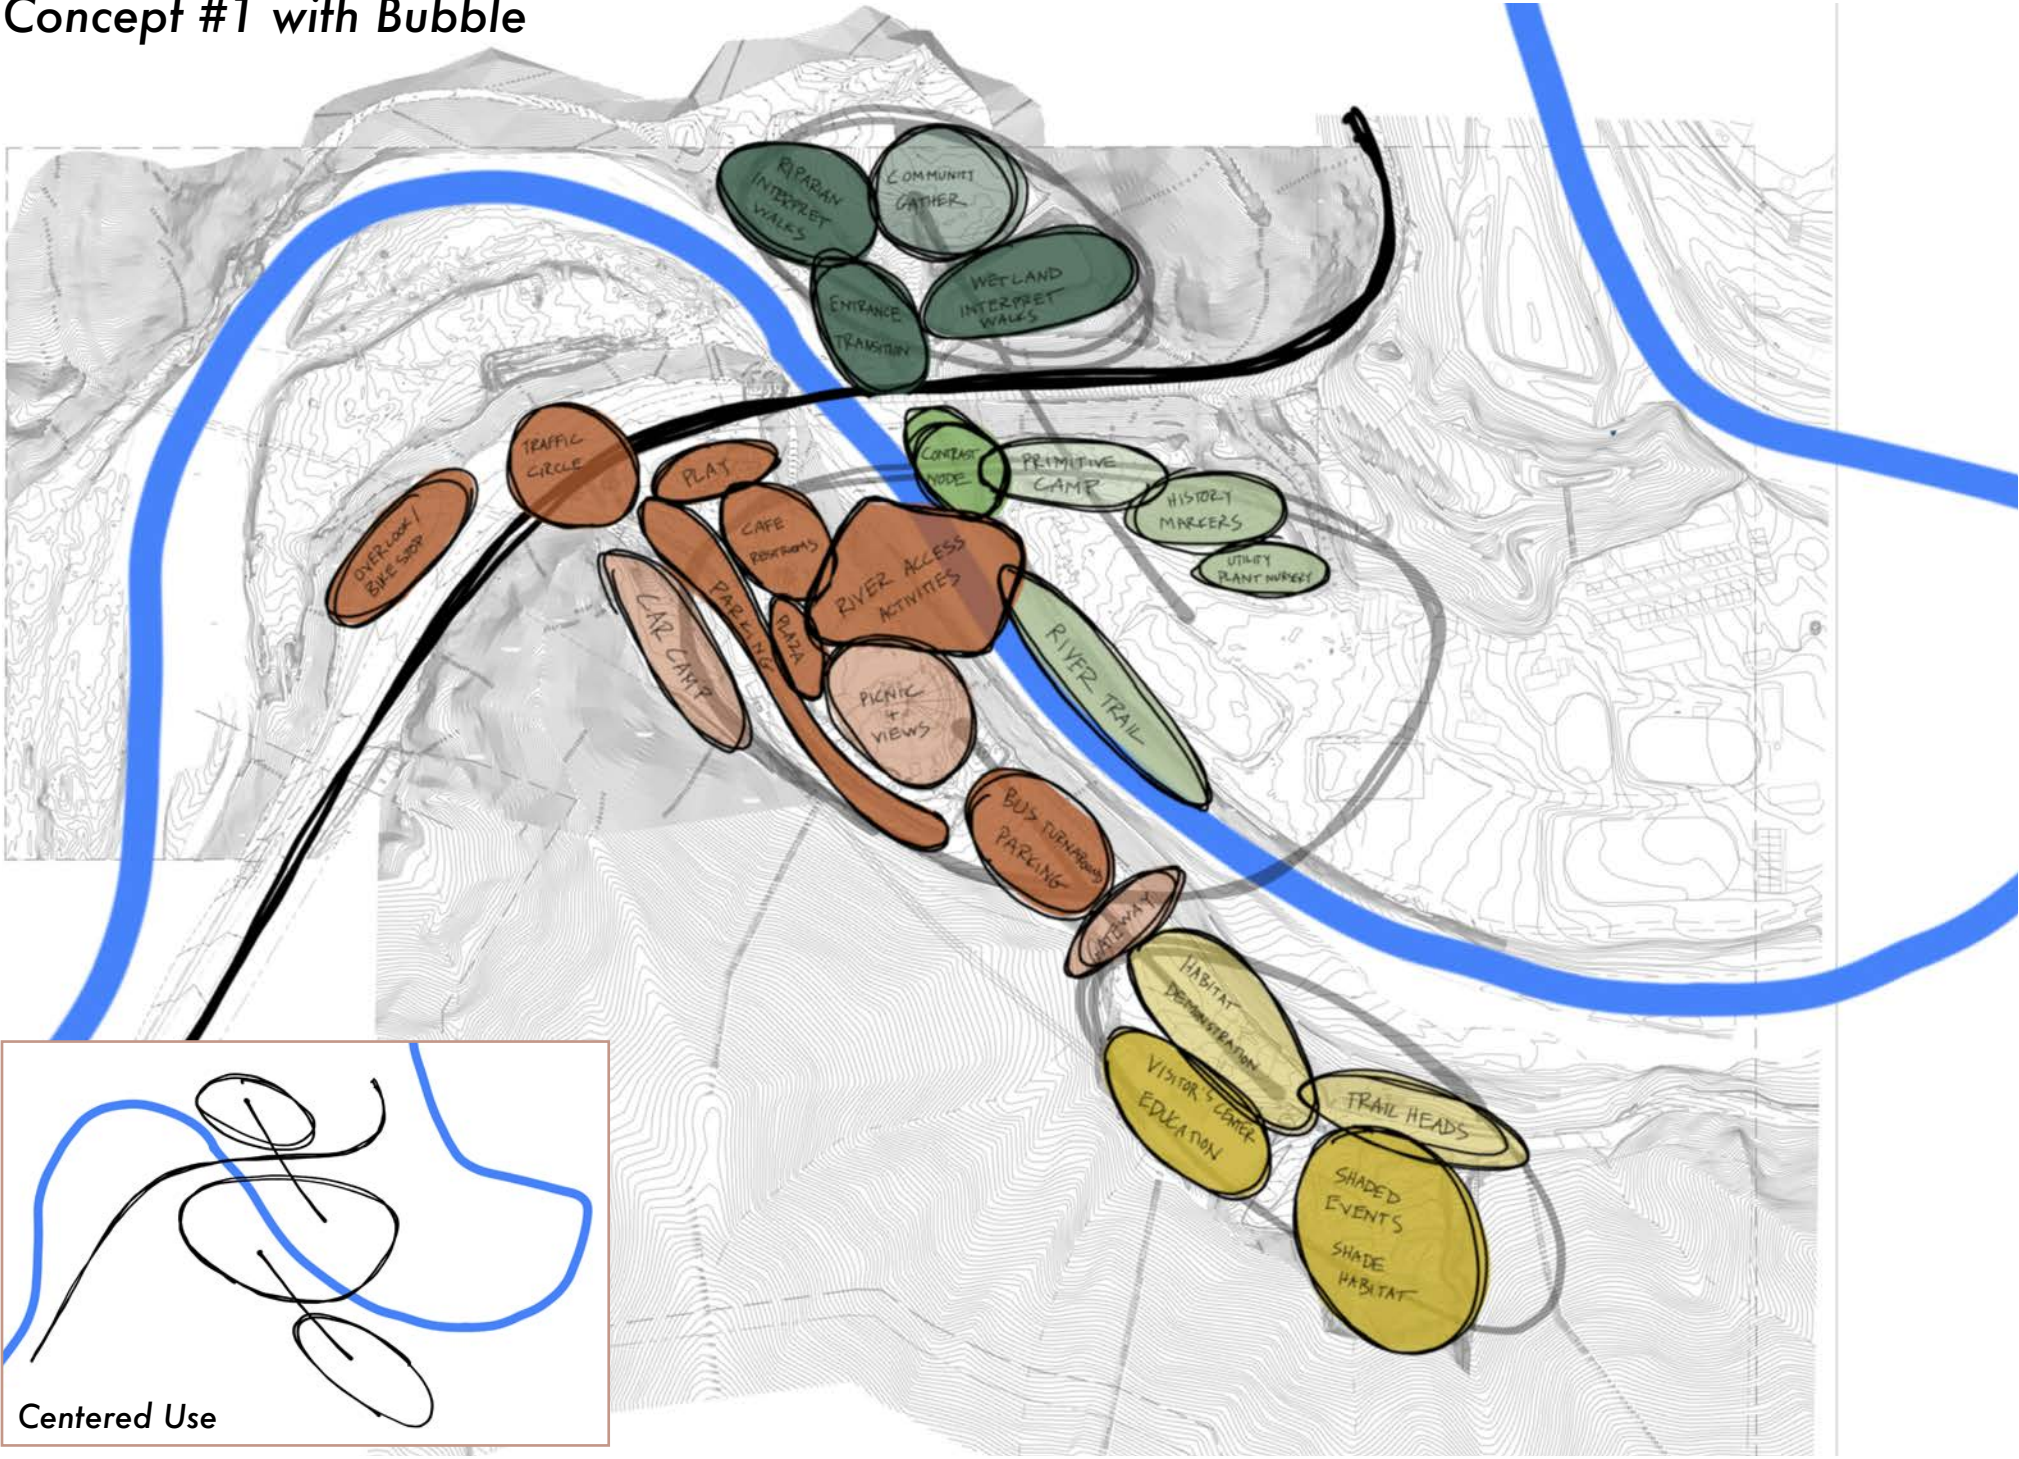 Concept #1 with Bubble
RIPARIAN
INTERPRET
WALKS
COMMUNITY
GATHER
ENTRANCE
TRANSITION
WETLAND
INTERPRET
WALKS
TRAFFIC
CIRCLE
OVERLOOK/
BIKE STOP
PLAY
CAFE
RESTROOMS
PARKING
PLAZA
CAR CAMP
RIVER ACCESS
ACTIVITIES
PICNIC
+
VIEWS
CONTRAST
NODE
PRIMITIVE
CAMP
HISTORY
MARKERS
UTILITY
PLANT NURSERY
RIVER TRAIL
BUS TURNAROUND
PARKING
GATEWAY
HABITAT
DEMONSTRATION
VISITOR'S CENTER
EDUCATION
TRAIL HEADS
SHADED
EVENTS
SHADE
HABITAT
Centered Use